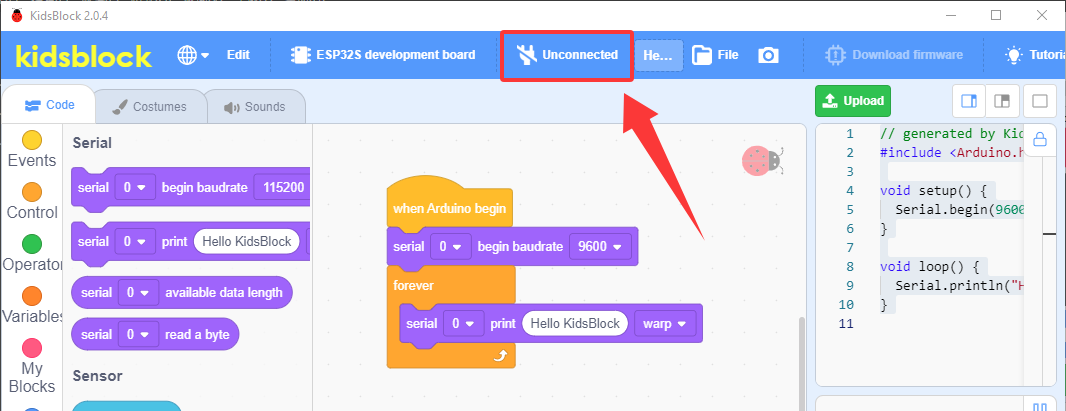 KidsBlock 2.0.4
kidsblock
Edit
ESP32S development board
Unconnected
He...
File
Download firmware
Tutoria
Code
Costumes
Sounds
Upload
Events
Control
Operator
Variables
My
Blocks
Serial
serial 0 begin baudrate 115200
serial 0 print Hello KidsBlock
serial 0 available data length
serial 0 read a byte
Sensor
when Arduino begin
serial 0 begin baudrate 9600
forever
serial 0 print Hello KidsBlock warp
1 // generated by Kid
2 #include <Arduino.h
3
4 void setup() {
5 Serial.begin(9600
6 }
7
8 void loop() {
9 Serial.println("H
10 }
11